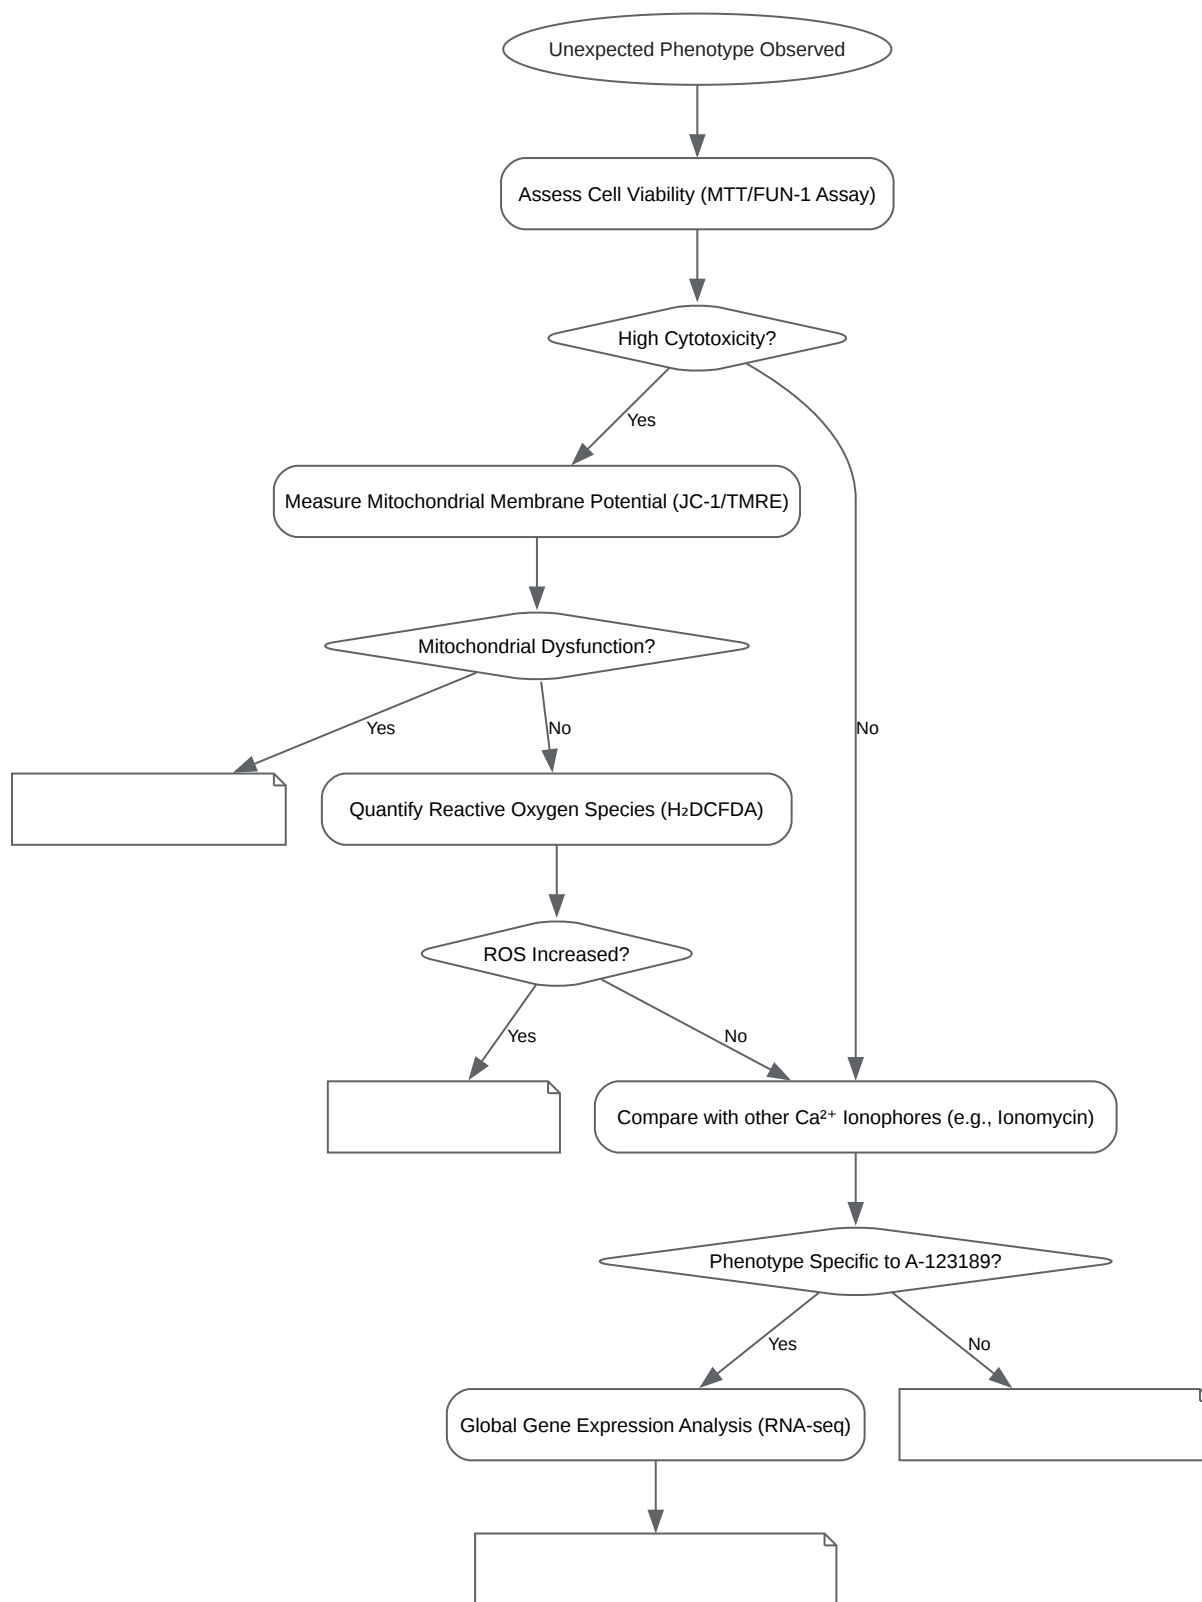 Unexpected Phenotype Observed
Assess Cell Viability (MTT/FUN-1 Assay)
High Cytotoxicity?
Yes
Measure Mitochondrial Membrane Potential (JC-1/TMRE)
Mitochondrial Dysfunction?
Yes
No
No
Quantify Reactive Oxygen Species (H₂DCFDA)
ROS Increased?
Yes
No
Compare with other Ca²⁺ Ionophores (e.g., Ionomycin)
Phenotype Specific to A-123189?
Yes
No
Global Gene Expression Analysis (RNA-seq)